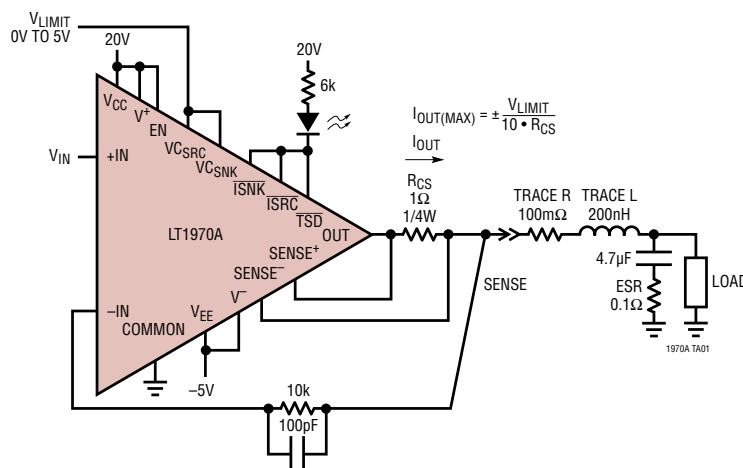 VLIMIT
0V TO 5V
20V
VCC
V+
EN
VCSRC
VCSNK
20V
6k
ISNK
ISRC
TSD
VIN
+IN
LT1970A
OUT
SENSE+
SENSE–
V–
VEE
–IN
COMMON
–5V
IOUT(MAX) = ± VLIMIT
10 • RCS
IOUT
RCS
1Ω
1/4W
TRACE R
100mΩ
TRACE L
200nH
4.7µF
ESR
0.1Ω
LOAD
SENSE
1970A TA01
10k
100pF